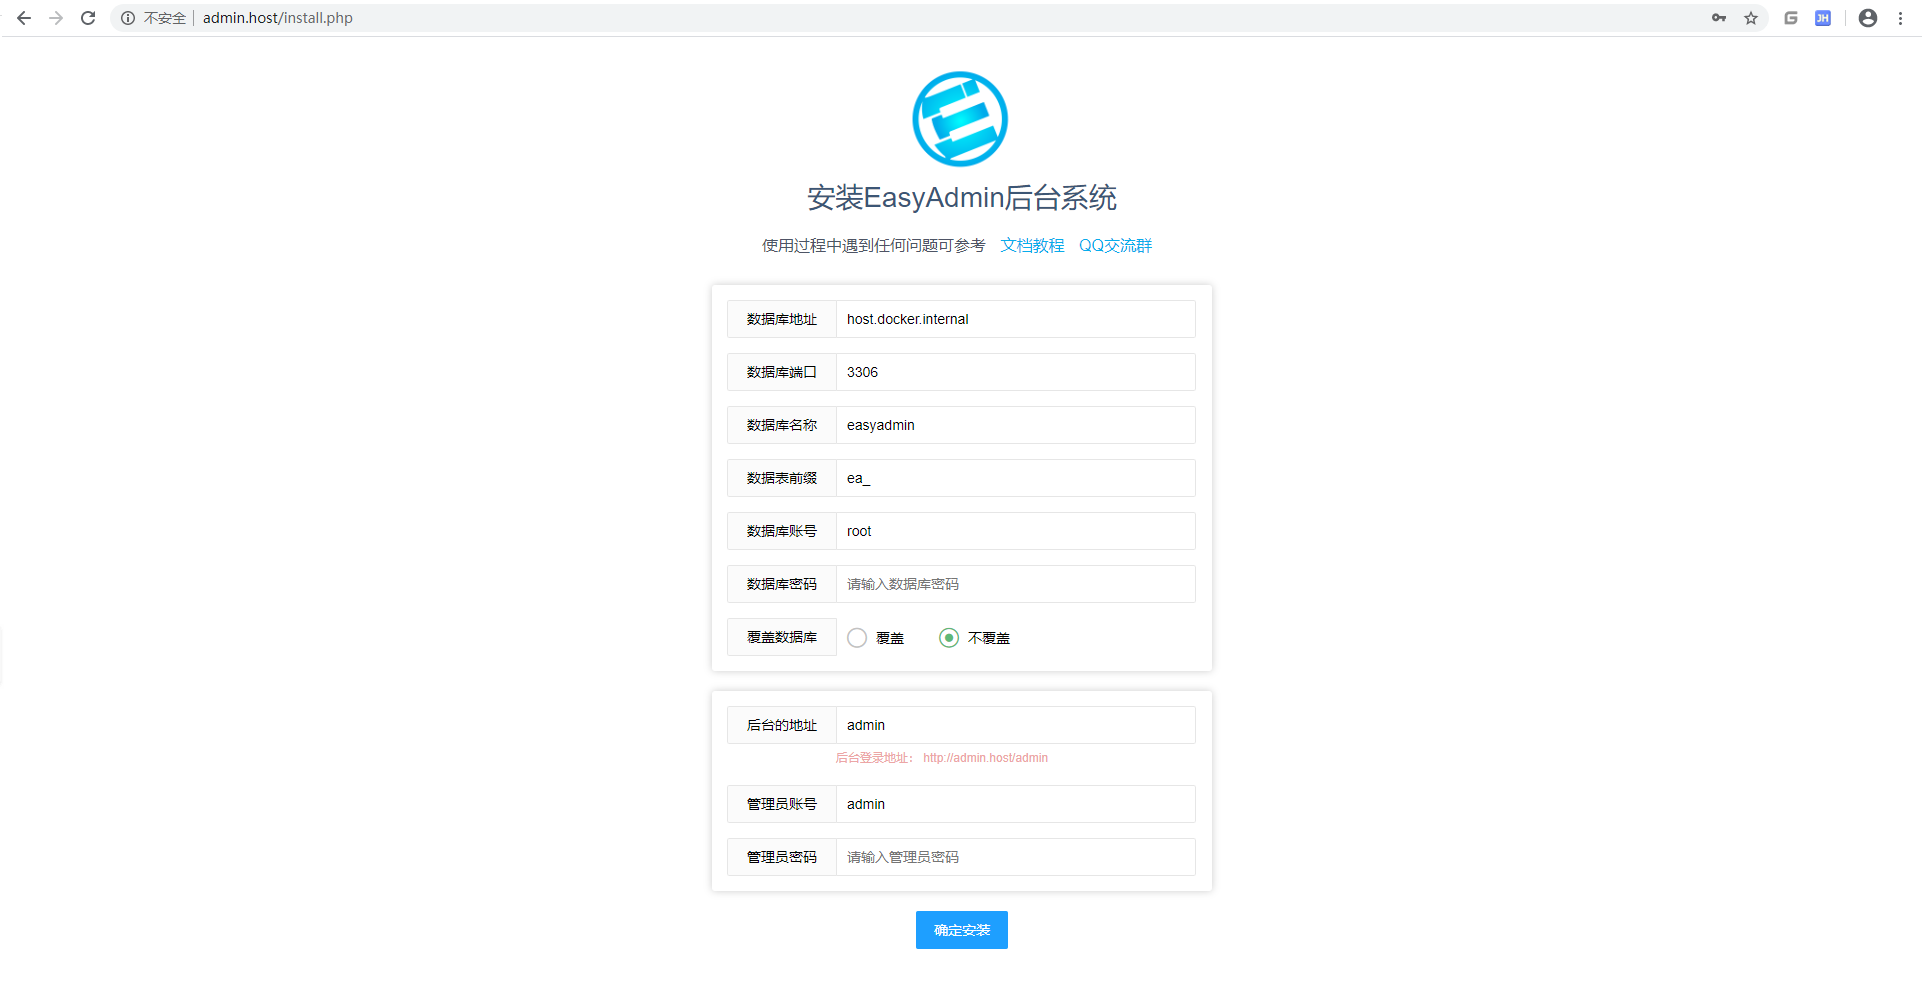 不安全 admin.host/install.php
JH
安装EasyAdmin后台系统
使用过程中遇到任何问题可参考 文档教程 QQ交流群
数据库地址 host.docker.internal
数据库端口 3306
数据库名称 easyadmin
数据表前缀 ea_
数据库账号 root
数据库密码 请输入数据库密码
覆盖数据库 覆盖 不覆盖
后台的地址 admin
后台登录地址： http://admin.host/admin
管理员账号 admin
管理员密码 请输入管理员密码
确定安装